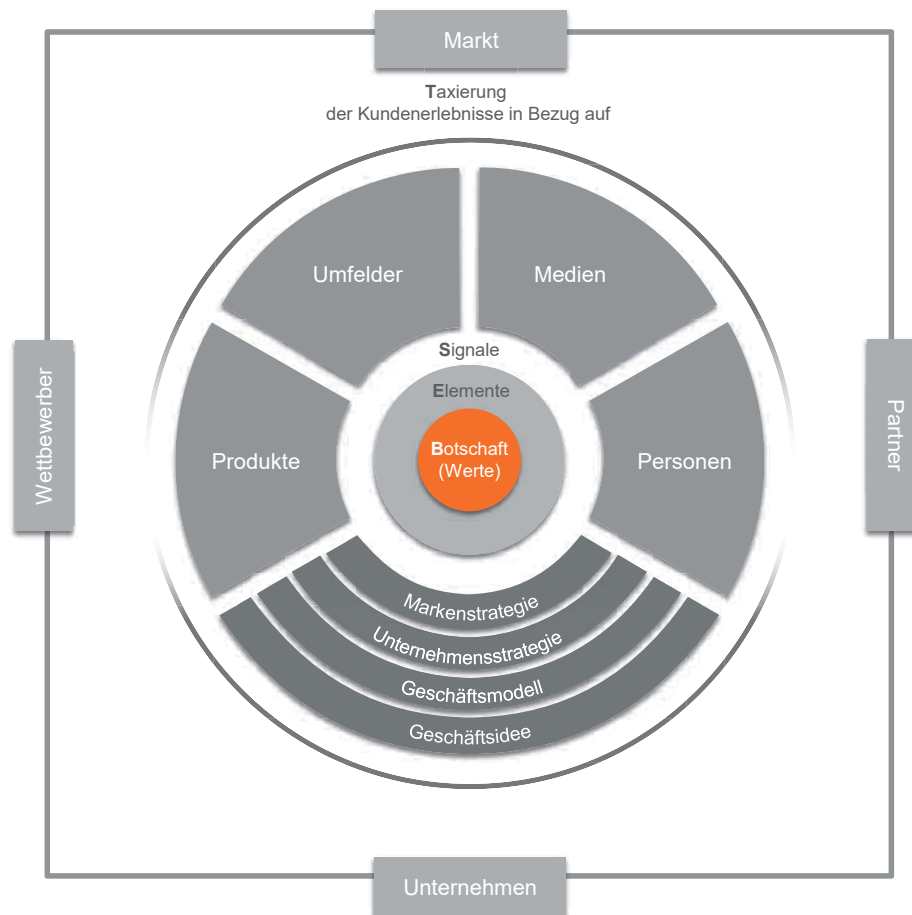 Markt
Taxierung
der Kundenerlebnisse in Bezug auf
Umfelder
Medien
Signale
Elemente
Wettbewerber
Produkte
Botschaft
(Werte)
Personen
Partner
Markenstrategie
Unternehmensstrategie
Geschäftsmodell
Geschäftsidee
Unternehmen